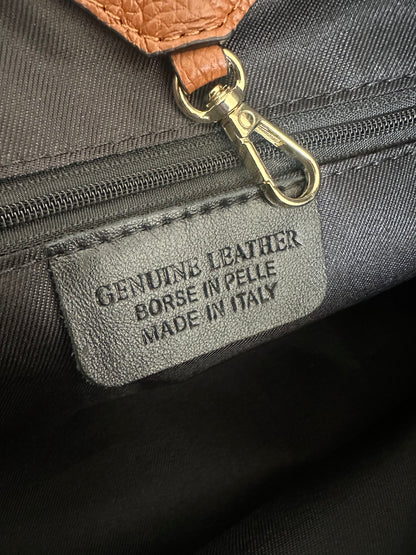 GENUINE LEATHER
BORSE IN PELLE
MADE IN ITALY